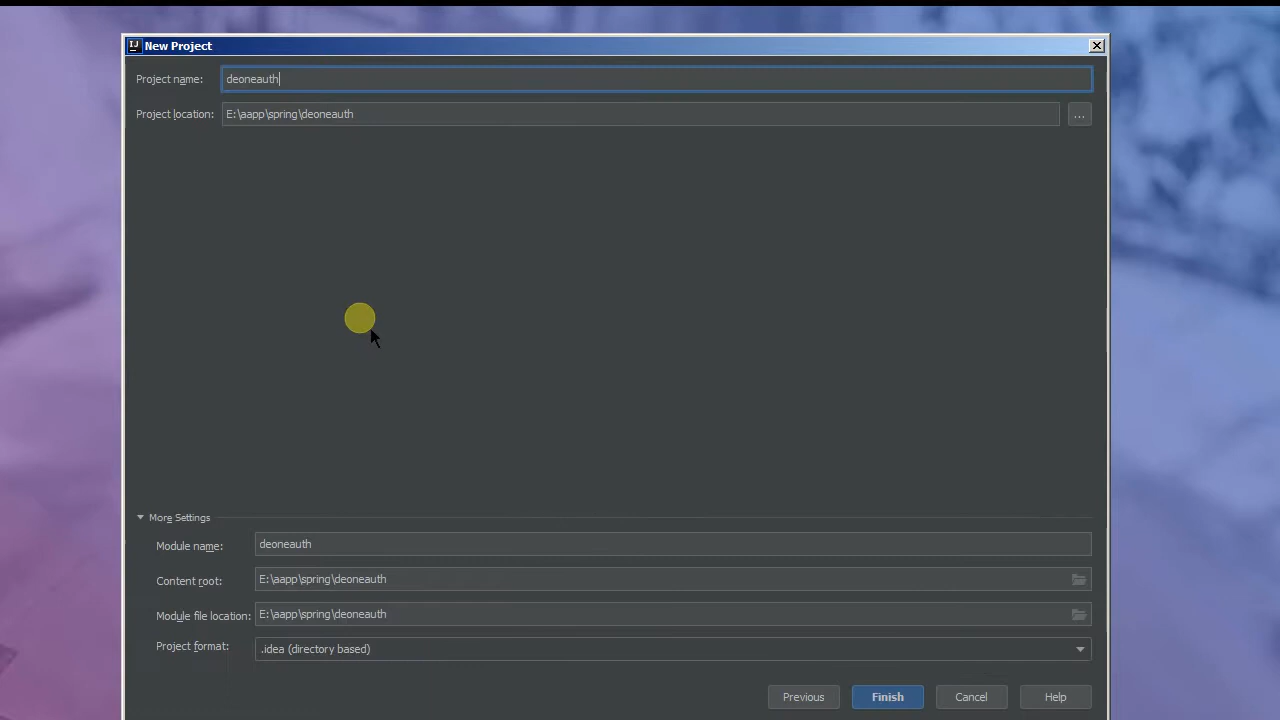 New Project
Project name: deoneauth
Project location: E:\aapp\spring\deoneauth ...
More Settings
Module name: deoneauth
Content root: E:\aapp\spring\deoneauth
Module file location: E:\aapp\spring\deoneauth
Project format: .idea (directory based)
Previous Finish Cancel Help